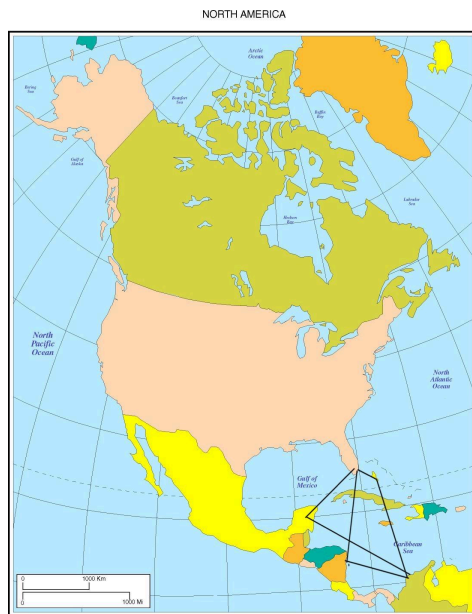 NORTH AMERICA
Arctic
Ocean
Bering
Sea
Beaufort
Sea
Baffin
Bay
Gulf of
Alaska
Labrador
Sea
Hudson
Bay
North
Pacific
Ocean
North
Atlantic
Ocean
Gulf of
Mexico
Caribbean
Sea
0 1000 Km
0 1000 Mi